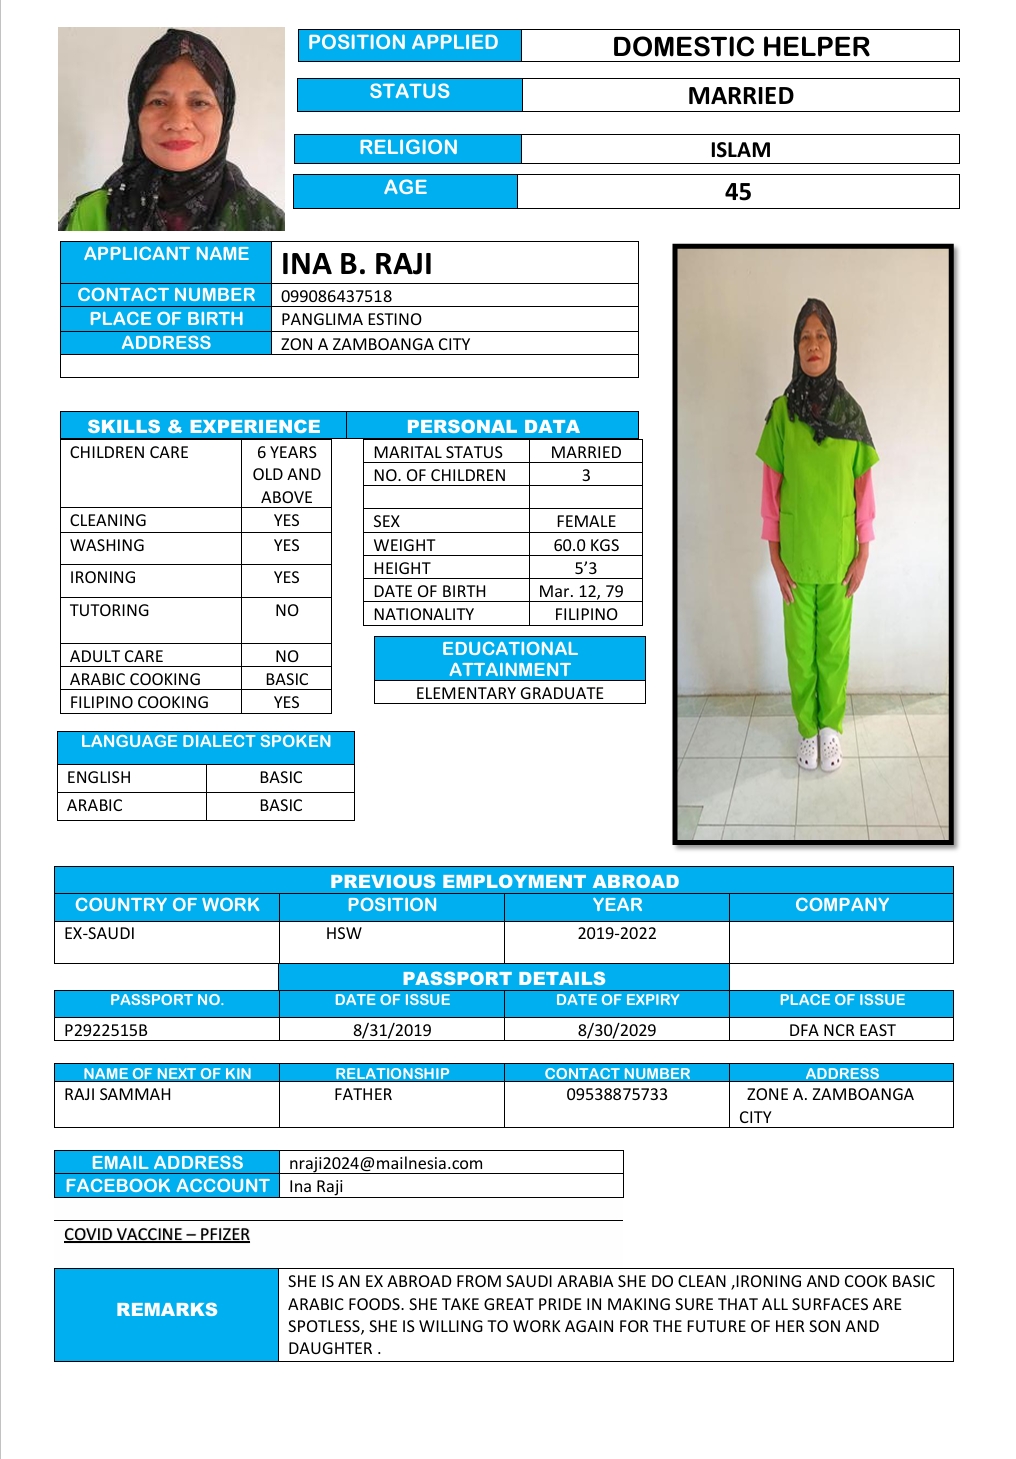 POSITION APPLIED DOMESTIC HELPER
STATUS MARRIED
RELIGION ISLAM
AGE 45
APPLICANT NAME INA B. RAJI
CONTACT NUMBER 099086437518
PLACE OF BIRTH PANGLIMA ESTINO
ADDRESS ZON A ZAMBOANGA CITY
SKILLS & EXPERIENCE
CHILDREN CARE 6 YEARS
OLD AND
ABOVE
CLEANING YES
WASHING YES
IRONING YES
TUTORING NO
ADULT CARE NO
ARABIC COOKING BASIC
FILIPINO COOKING YES
PERSONAL DATA
MARITAL STATUS MARRIED
NO. OF CHILDREN 3
SEX FEMALE
WEIGHT 60.0 KGS
HEIGHT 5’3
DATE OF BIRTH Mar. 12, 79
NATIONALITY FILIPINO
EDUCATIONAL
ATTAINMENT
ELEMENTARY GRADUATE
LANGUAGE DIALECT SPOKEN
ENGLISH BASIC
ARABIC BASIC
PREVIOUS EMPLOYMENT ABROAD
COUNTRY OF WORK POSITION YEAR COMPANY
EX-SAUDI HSW 2019-2022
PASSPORT DETAILS
PASSPORT NO. DATE OF ISSUE DATE OF EXPIRY PLACE OF ISSUE
P2922515B 8/31/2019 8/30/2029 DFA NCR EAST
NAME OF NEXT OF KIN RELATIONSHIP CONTACT NUMBER ADDRESS
RAJI SAMMAH FATHER 09538875733 ZONE A. ZAMBOANGA
CITY
EMAIL ADDRESS nraji2024@mailnesia.com
FACEBOOK ACCOUNT Ina Raji
COVID VACCINE – PFIZER
REMARKS
SHE IS AN EX ABROAD FROM SAUDI ARABIA SHE DO CLEAN ,IRONING AND COOK BASIC
ARABIC FOODS. SHE TAKE GREAT PRIDE IN MAKING SURE THAT ALL SURFACES ARE
SPOTLESS, SHE IS WILLING TO WORK AGAIN FOR THE FUTURE OF HER SON AND
DAUGHTER .